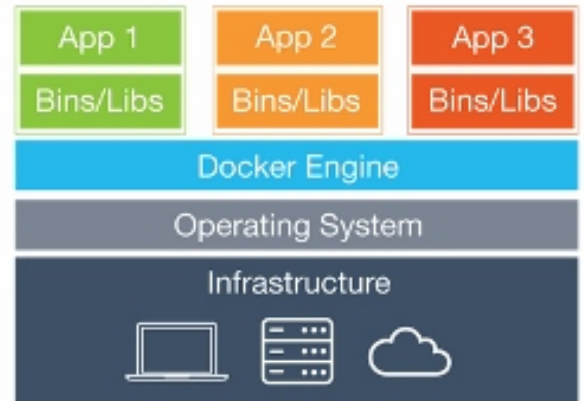 App 1 App 2 App 3
Bins/Libs Bins/Libs Bins/Libs
Docker Engine
Operating System
Infrastructure